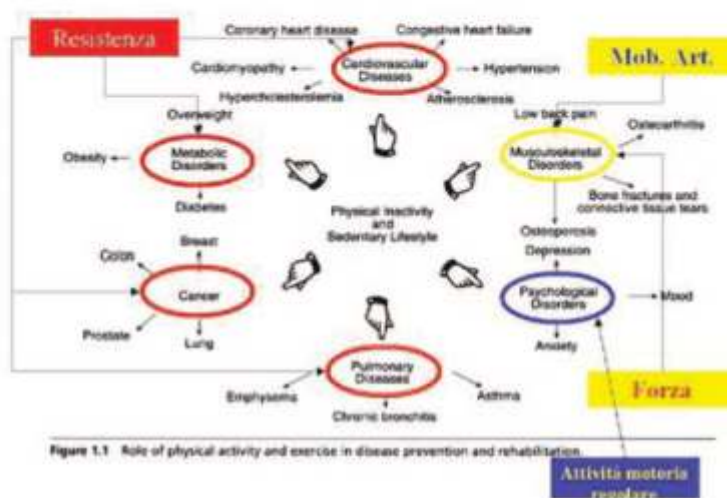 Resistenza
Coronary heart disease
Congestive heart failure
Cardiovascular
Diseases
Cardiomyopathy
Hypertension
Hypercholesterolemia
Atherosclerosis
Mob. Art.
Overweight
Metabolic
Disorders
Obesity
Diabetes
Low back pain
Osteoarthritis
Musculoskeletal
Disorders
Bone fractures and
connective tissue tears
Osteoporosis
Physical Inactivity
and
Sedentary Lifestyle
Breast
Colon
Cancer
Prostate
Lung
Depression
Psychological
Disorders
Mood
Anxiety
Pulmonary
Diseases
Emphysema
Asthma
Chronic bronchitis
Forza
Figure 1.1 Role of physical activity and exercise in disease prevention and rehabilitation.
Attività motoria
regolare